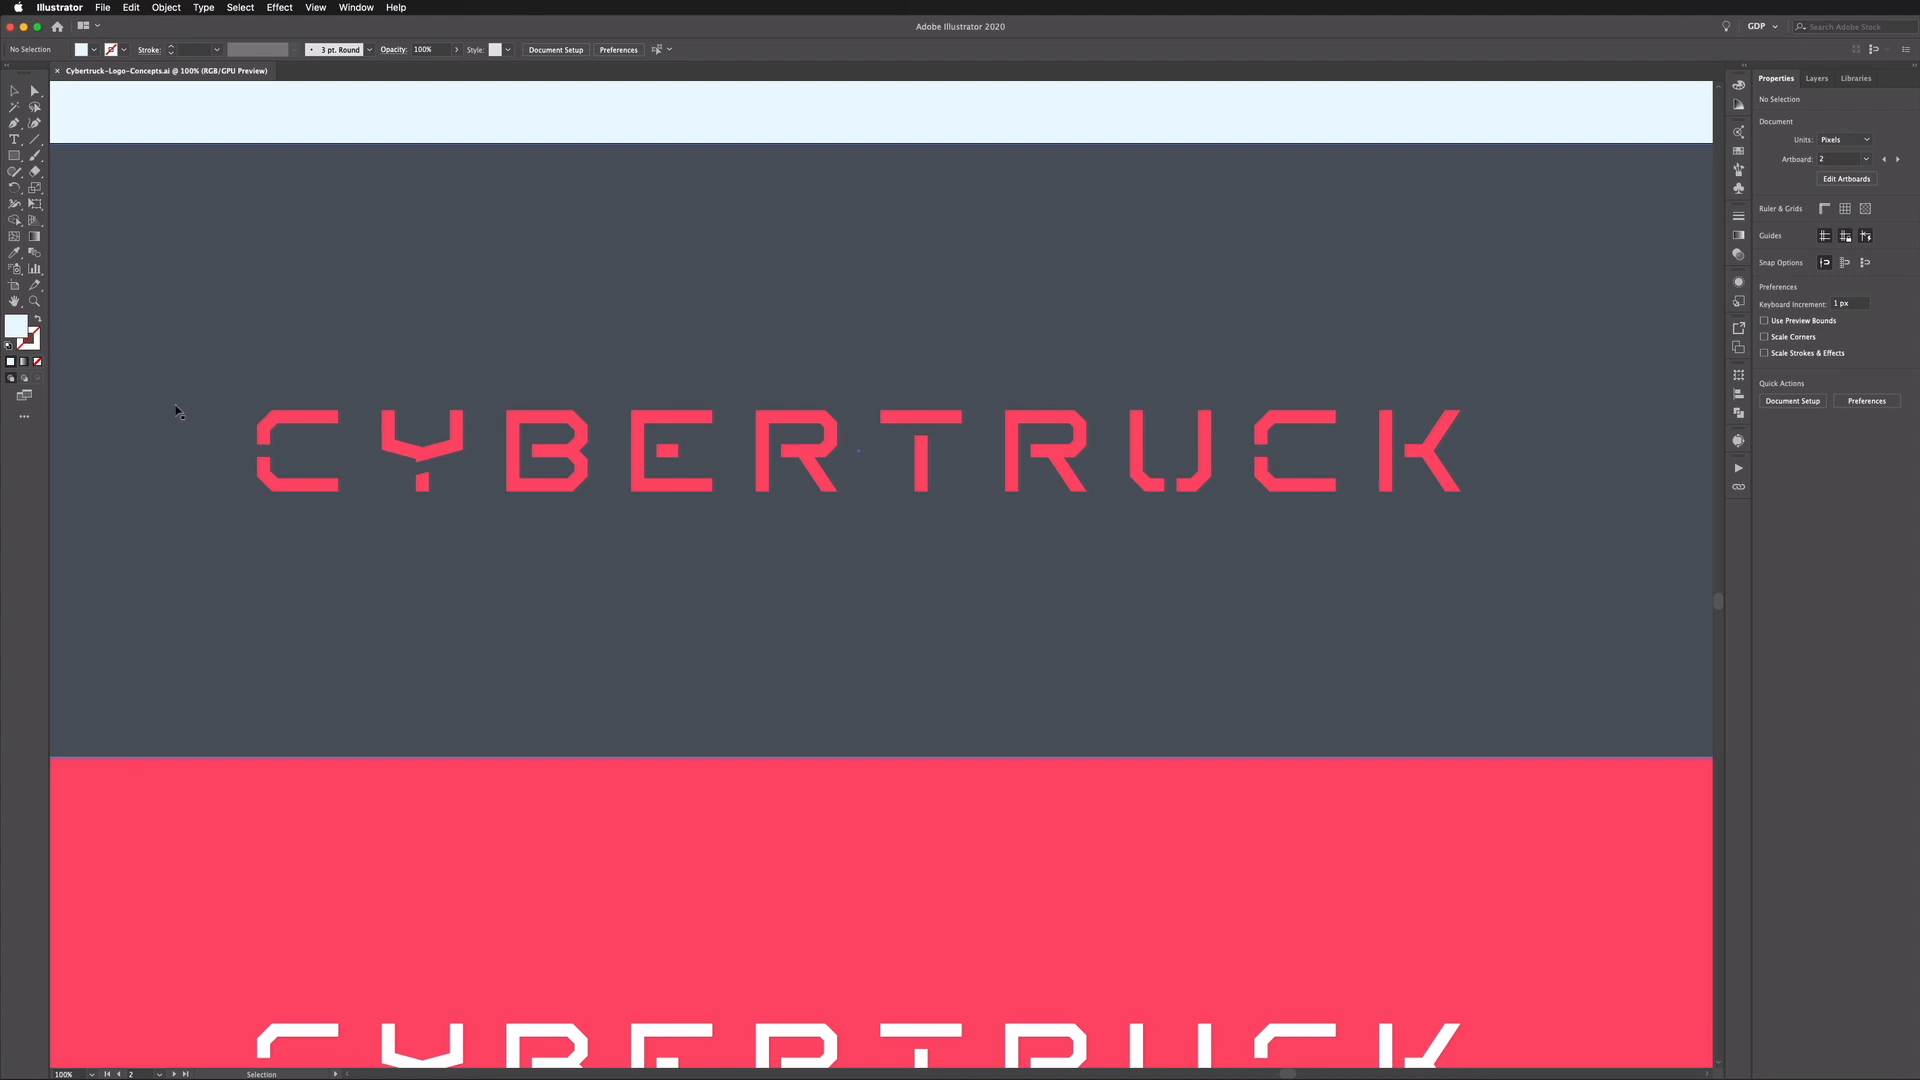 Illustrator File Edit Object Type Select Effect View Window Help
Adobe Illustrator 2020
GDP
Search Adobe Stock
No Selection
Stroke:
3 pt. Round
Opacity: 100%
Style:
Document Setup
Preferences
Cybertruck-Logo-Concepts.ai @ 100% (RGB/GPU Preview)
CYBERTRUCK
CYBERTRUCK
Properties Layers Libraries
No Selection
Document
Units: Pixels
Artboard: 2
Edit Artboards
Ruler & Grids
Guides
Snap Options
Preferences
Keyboard Increment: 1 px
Use Preview Bounds
Scale Corners
Scale Strokes & Effects
Quick Actions
Document Setup Preferences
100% 2 Selection